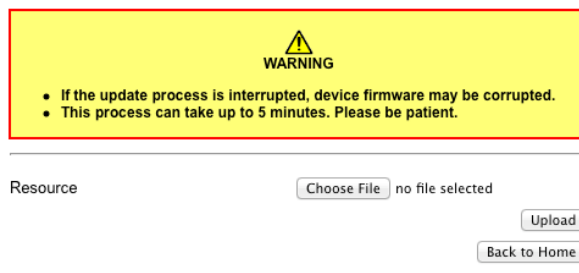 WARNING
• If the update process is interrupted, device firmware may be corrupted.
• This process can take up to 5 minutes. Please be patient.
Resource Choose File no file selected
Upload
Back to Home